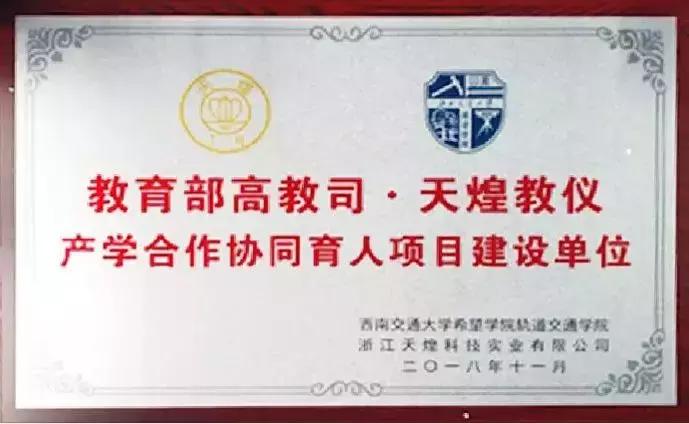 教育部高教司·天煌教仪
产学合作协同育人项目建设单位
西南交通大学希望学院轨道交通学院
浙江天煌科技实业有限公司
二〇一八年十一月